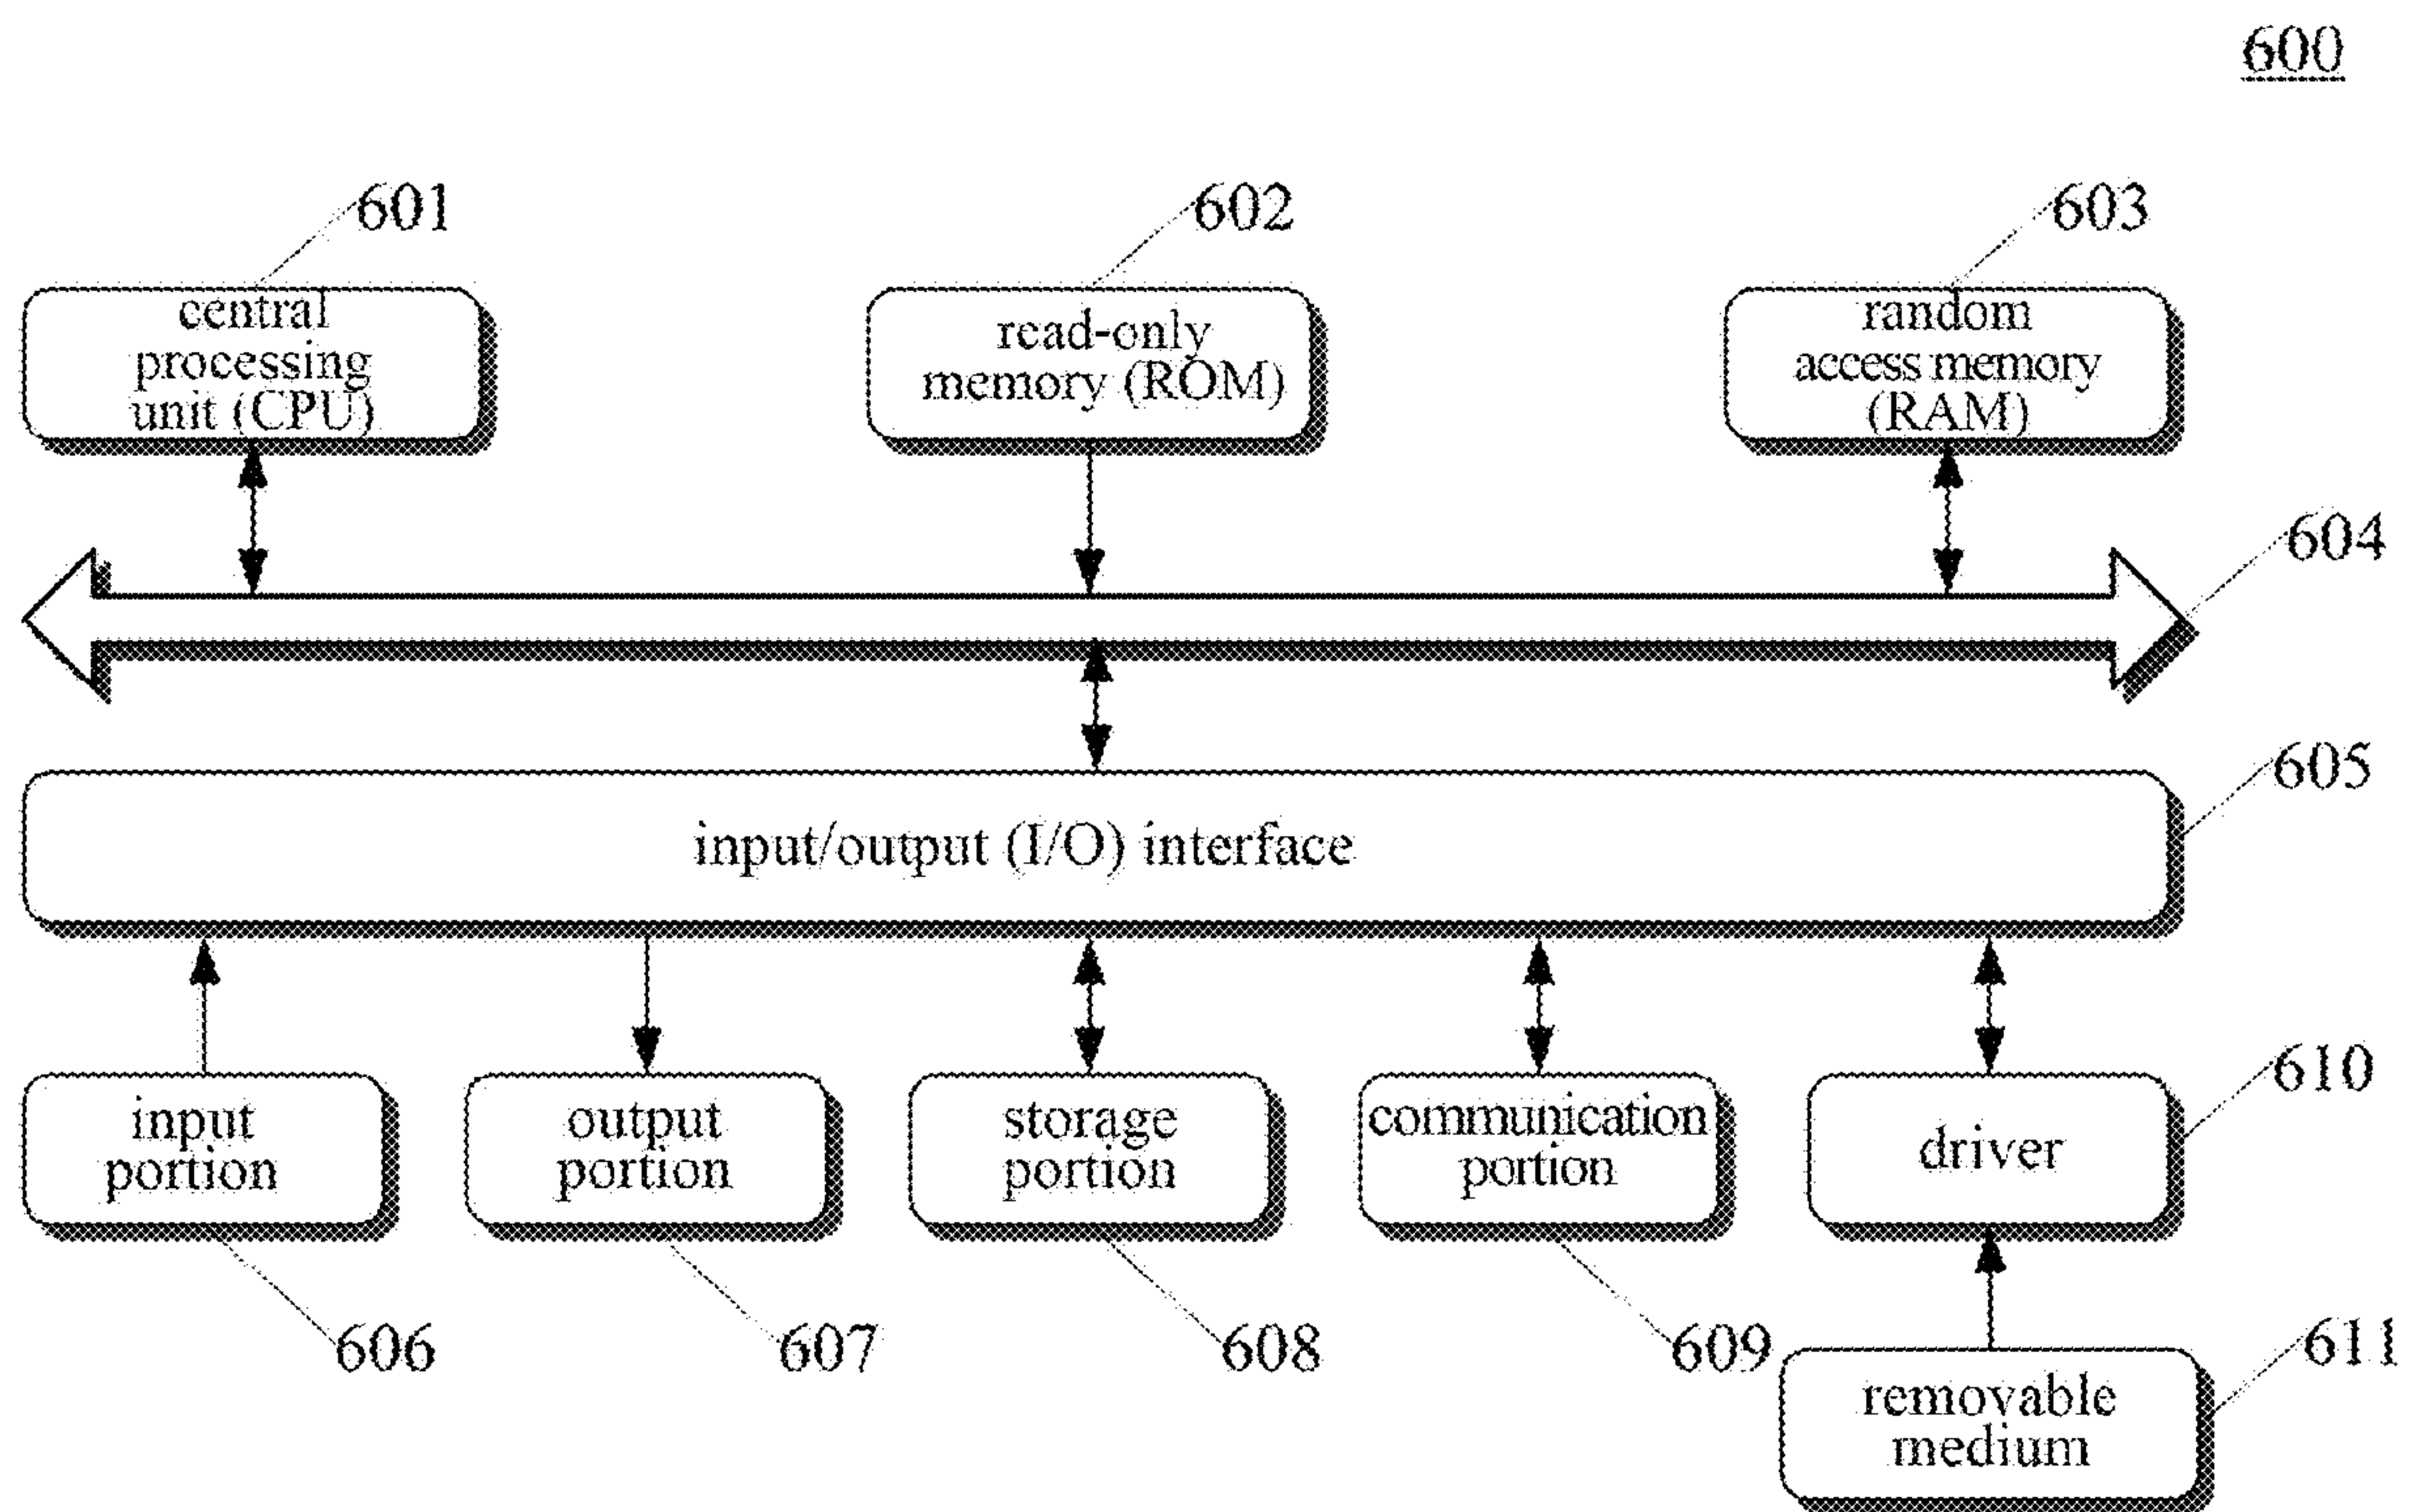 600
601
602
603
central
processing
unit (CPU)
read-only
memory (ROM)
random
access memory
(RAM)
604
605
input/output (I/O) interface
610
input
portion
output
portion
storage
portion
communication
portion
driver
606
607
608
609
611
removable
medium